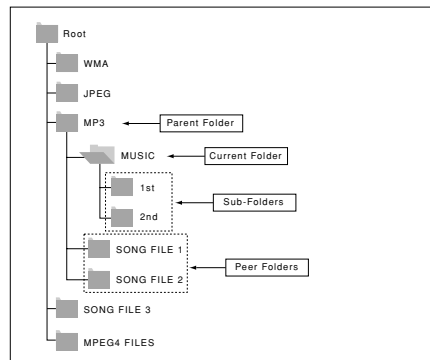 Root
WMA
JPEG
MP3
Parent Folder
MUSIC
Current Folder
1st
2nd
Sub-Folders
SONG FILE 1
SONG FILE 2
Peer Folders
SONG FILE 3
MPEG4 FILES